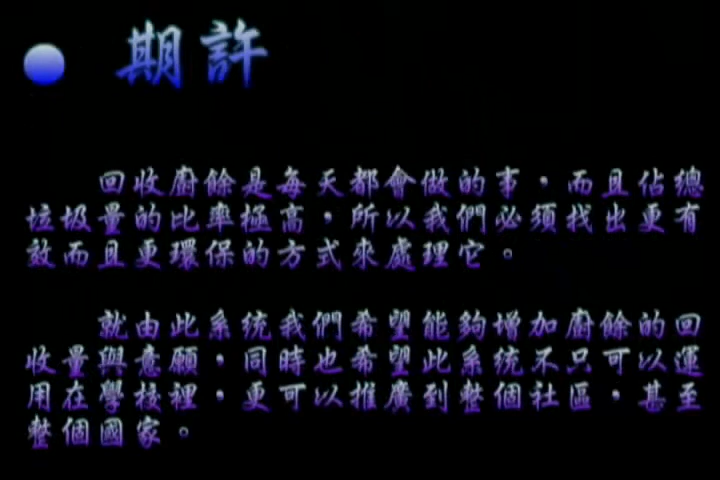 期許
回收廚餘是每天都會做的事，而且佔總
垃圾量的比率極高，所以我們必須找出更有
效而且更環保的方式來處理它。
就由此系統我們希望能夠增加廚餘的回
收量與意願，同時也希望此系統不只可以運
用在學校裡，更可以推廣到整個社區，甚至
整個國家。